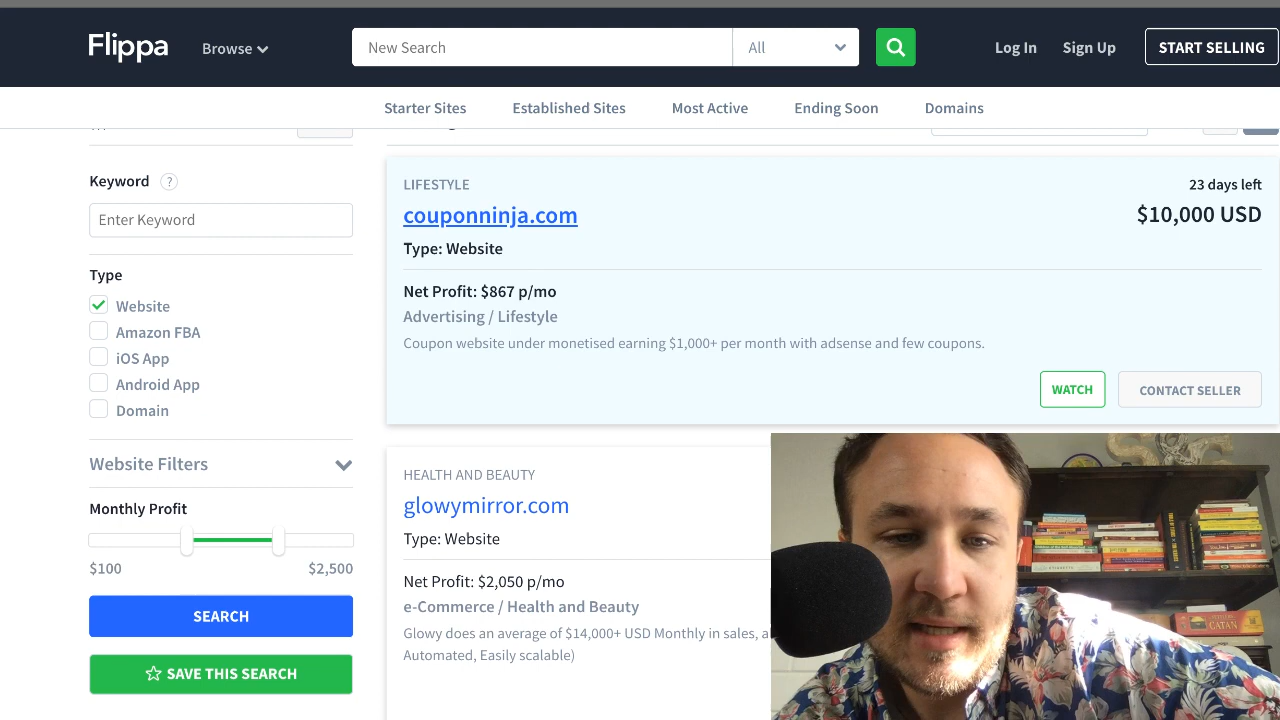 Flippa
Browse
New Search
All
Log In
Sign Up
START SELLING
Starter Sites
Established Sites
Most Active
Ending Soon
Domains
Keyword
?
Enter Keyword
Type
Website
Amazon FBA
iOS App
Android App
Domain
Website Filters
Monthly Profit
$100
$2,500
SEARCH
SAVE THIS SEARCH
LIFESTYLE
23 days left
couponninja.com
$10,000 USD
Type: Website
Net Profit: $867 p/mo
Advertising / Lifestyle
Coupon website under monetised earning $1,000+ per month with adsense and few coupons.
WATCH
CONTACT SELLER
HEALTH AND BEAUTY
glowymirror.com
Type: Website
Net Profit: $2,050 p/mo
e-Commerce / Health and Beauty
Glowy does an average of $14,000+ USD Monthly in sales, a
Automated, Easily scalable)
CATAN